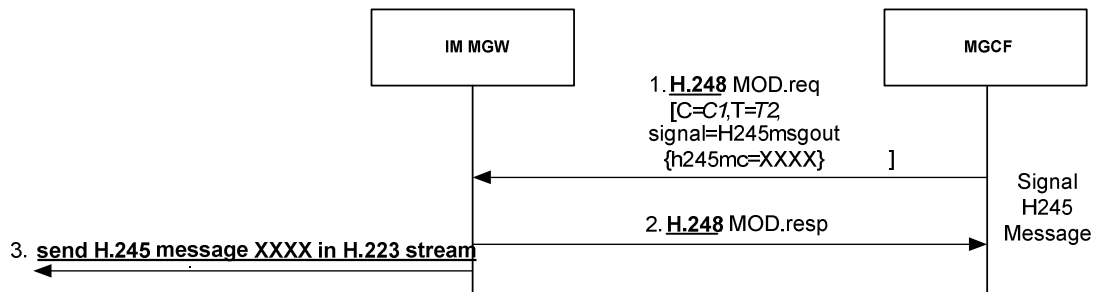 IM MGW
MGCF
1. H.248 MOD.req
[C=C1,T=T2,
signal=H245msgout
{h245mc=XXXX} ]
Signal
H245
Message
2. H.248 MOD.resp
3. send H.245 message XXXX in H.223 stream